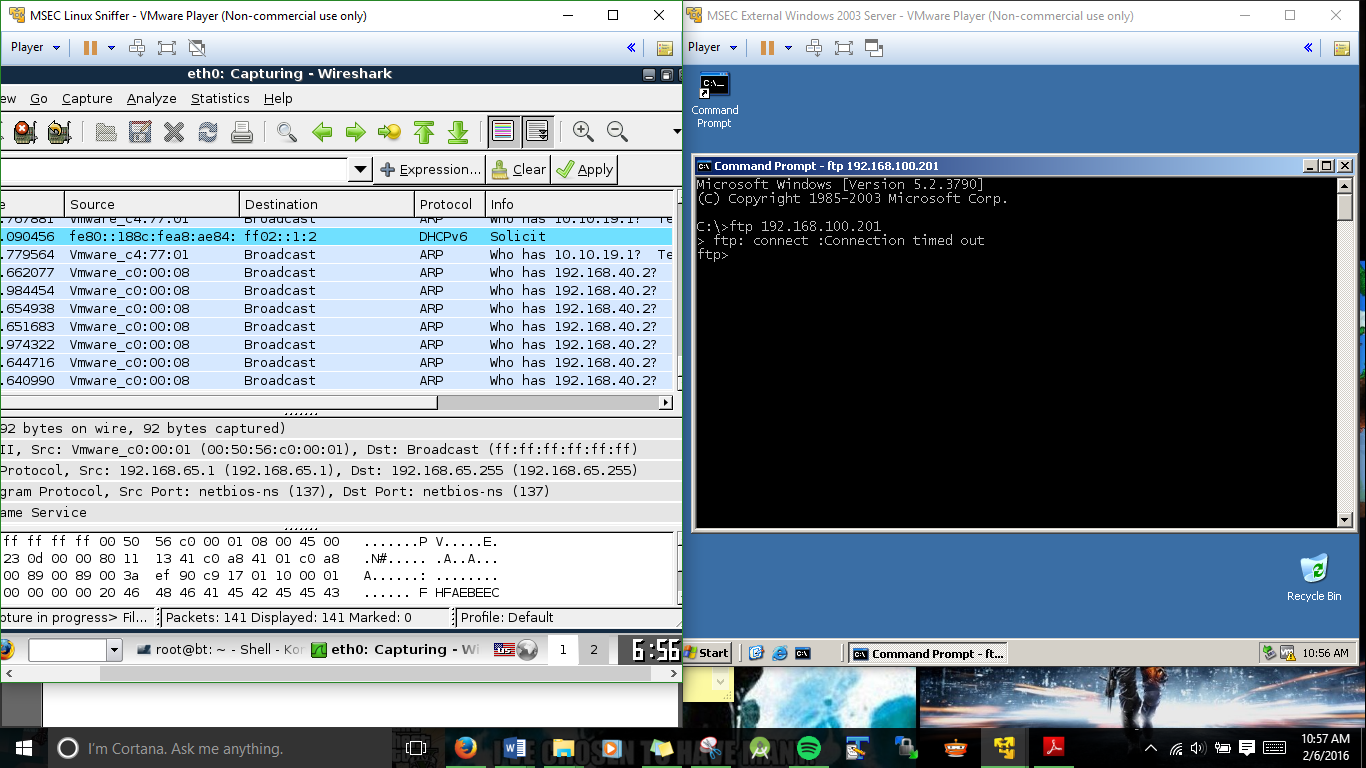 MSEC Linux Sniffer - VMware Player (Non-commercial use only)
Player
eth0: Capturing - Wireshark
ew Go Capture Analyze Statistics Help
Expression... Clear Apply
e Source Destination Protocol Info
.767881 Vmware_c4:77:01 Broadcast ARP Who has 10.10.19.1? Te
.090456 fe80::188c:fea8:ae84: ff02::1:2 DHCPv6 Solicit
.779564 Vmware_c4:77:01 Broadcast ARP Who has 10.10.19.1? Te
.662077 Vmware_c0:00:08 Broadcast ARP Who has 192.168.40.2?
.984454 Vmware_c0:00:08 Broadcast ARP Who has 192.168.40.2?
.654938 Vmware_c0:00:08 Broadcast ARP Who has 192.168.40.2?
.651683 Vmware_c0:00:08 Broadcast ARP Who has 192.168.40.2?
.974322 Vmware_c0:00:08 Broadcast ARP Who has 192.168.40.2?
.644716 Vmware_c0:00:08 Broadcast ARP Who has 192.168.40.2?
.640990 Vmware_c0:00:08 Broadcast ARP Who has 192.168.40.2?
92 bytes on wire, 92 bytes captured)
II, Src: Vmware_c0:00:01 (00:50:56:c0:00:01), Dst: Broadcast (ff:ff:ff:ff:ff:ff)
Protocol, Src: 192.168.65.1 (192.168.65.1), Dst: 192.168.65.255 (192.168.65.255)
gram Protocol, Src Port: netbios-ns (137), Dst Port: netbios-ns (137)
ame Service
ff ff ff ff 00 50 56 c0 00 01 08 00 45 00 .......P V.....E.
23 0d 00 00 80 11 13 41 c0 a8 41 01 c0 a8 .N#..... .A..A...
00 89 00 89 00 3a ef 90 c9 17 01 10 00 01 A......: ........
00 00 00 00 20 46 48 46 41 45 42 45 45 43 ...... F HFAEBEEC
pture in progress> Fil... Packets: 141 Displayed: 141 Marked: 0 Profile: Default
root@bt: ~ - Shell - Kon eth0: Capturing - Wi 1 2 6:56
MSEC External Windows 2003 Server - VMware Player (Non-commercial use only)
Player
Command
Prompt
Command Prompt - ftp 192.168.100.201
Microsoft Windows [Version 5.2.3790]
(C) Copyright 1985-2003 Microsoft Corp.
C:\>ftp 192.168.100.201
> ftp: connect :Connection timed out
ftp>
Recycle Bin
Start Command Prompt - ft... 10:56 AM
I'm Cortana. Ask me anything.
10:57 AM
2/6/2016